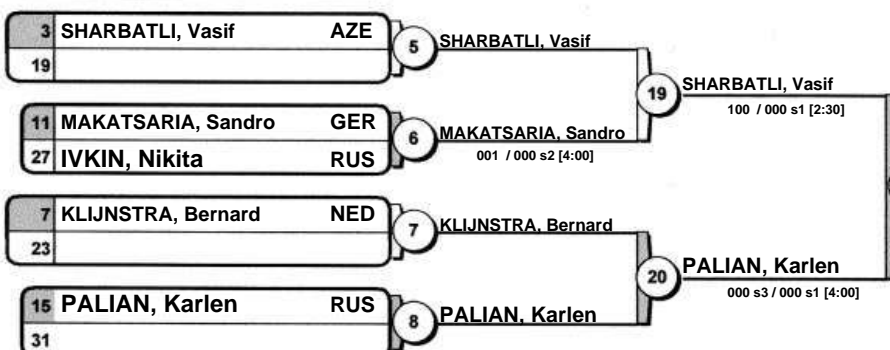 3 SHARBATLI, Vasif AZE
19
5 SHARBATLI, Vasif
11 MAKATSARIA, Sandro GER
27 IVKIN, Nikita RUS
6 MAKATSARIA, Sandro
001 / 000 s2 [4:00]
19 SHARBATLI, Vasif
100 / 000 s1 [2:30]
7 KLIJNSTRA, Bernard NED
23
7 KLIJNSTRA, Bernard
15 PALIAN, Karlen RUS
31
8 PALIAN, Karlen
20 PALIAN, Karlen
000 s3 / 000 s1 [4:00]